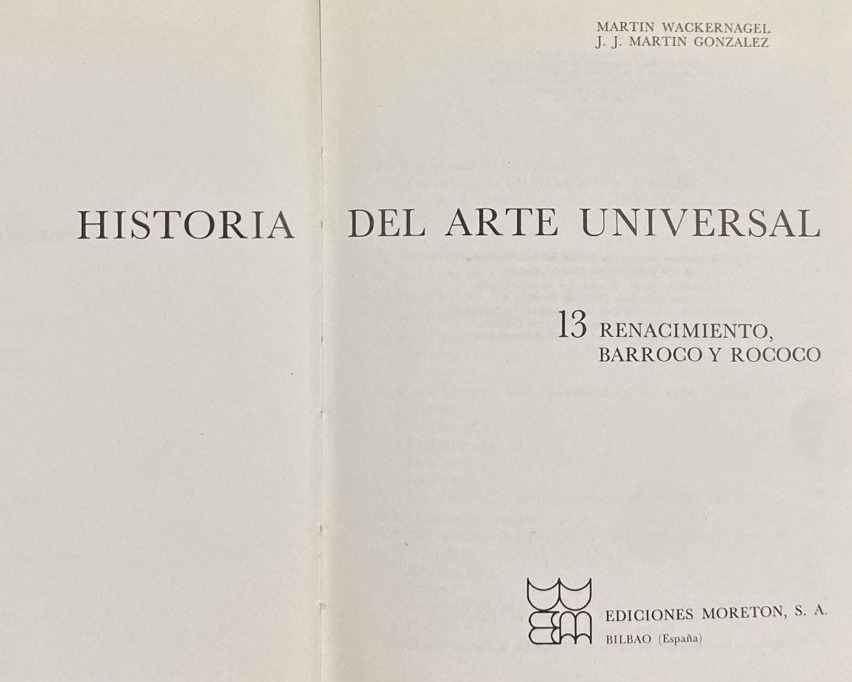 MARTIN WACKERNAGEL
J. J. MARTIN GONZALEZ
HISTORIA DEL ARTE UNIVERSAL
13 RENACIMIENTO,
BARROCO Y ROCOCO
EDICIONES MORETON, S. A.
BILBAO (España)